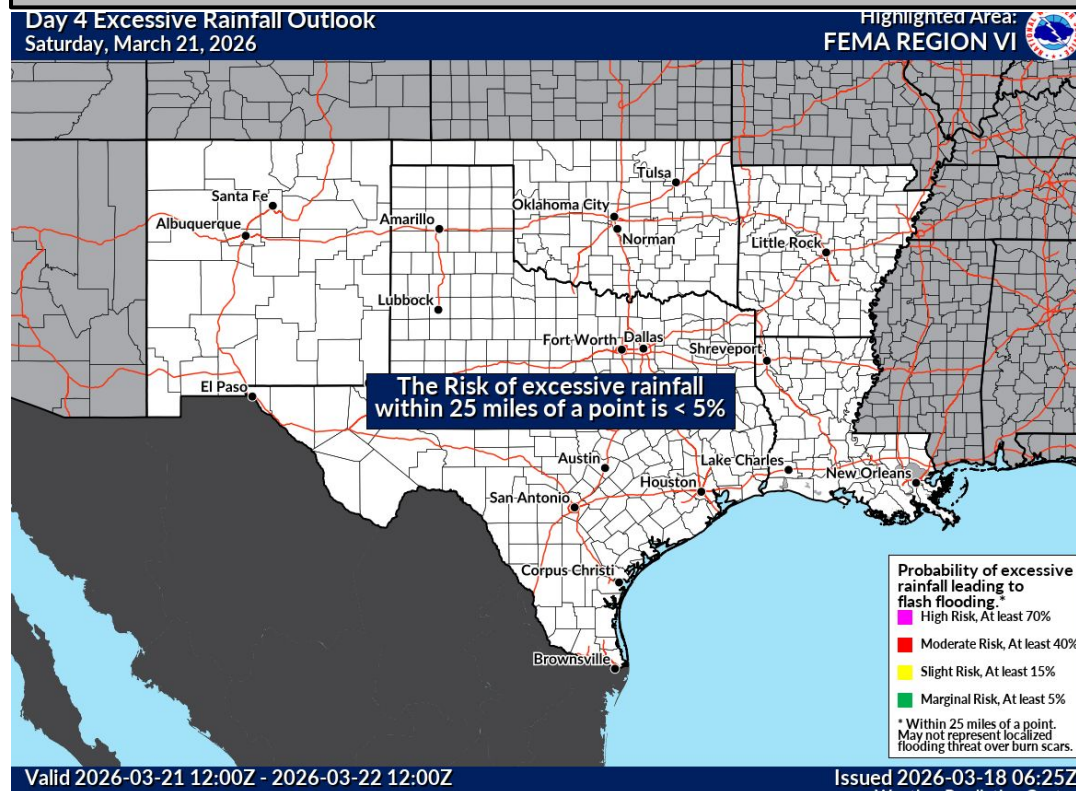 Day 4 Excessive Rainfall Outlook
Saturday, March 21, 2026
Highlighted Area:
FEMA REGION VI
Santa Fe
Albuquerque
Amarillo
Tulsa
Oklahoma City
Norman
Little Rock
Lubbock
Fort Worth
Dallas
Shreveport
El Paso
The Risk of excessive rainfall
within 25 miles of a point is < 5%
Austin
Lake Charles
New Orleans
Houston
San Antonio
Corpus Christi
Brownsville
Probability of excessive
rainfall leading to
flash flooding.*
High Risk, At least 70%
Moderate Risk, At least 40%
Slight Risk, At least 15%
Marginal Risk, At least 5%
* Within 25 miles of a point.
May not represent localized
flooding threat over burn scars.
Valid 2026-03-21 12:00Z - 2026-03-22 12:00Z
Issued 2026-03-18 06:25Z